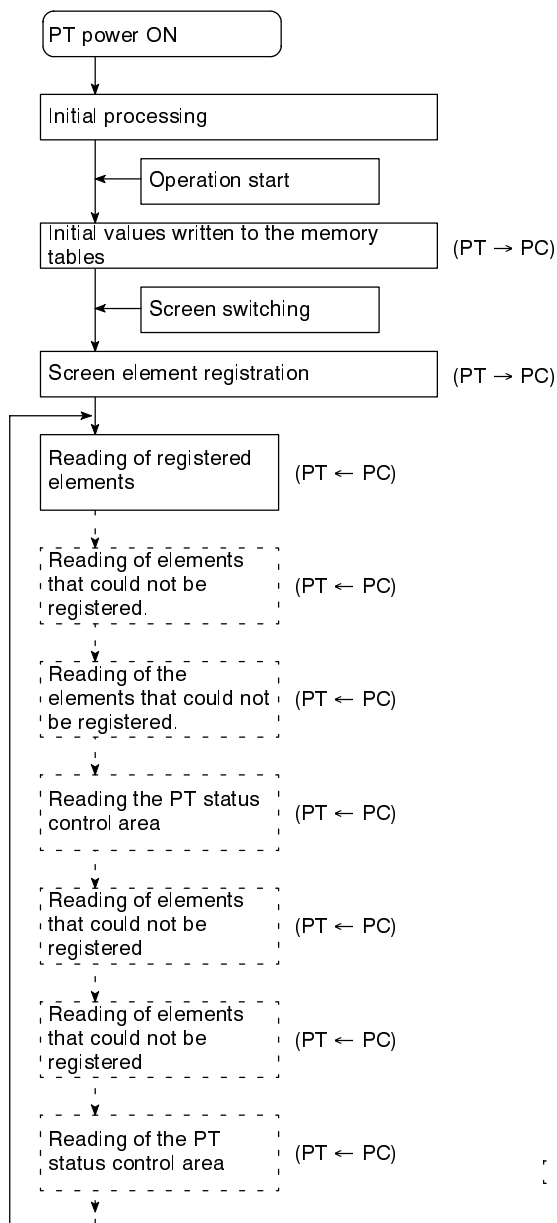 PT power ON
Initial processing
Operation start
Initial values written to the memory
tables
(PT → PC)
Screen switching
Screen element registration
(PT → PC)
Reading of registered
elements
(PT ← PC)
Reading of elements
that could not be
registered.
(PT ← PC)
Reading of the
elements that could not
be registered.
(PT ← PC)
Reading the PT status
control area
(PT ← PC)
Reading of elements
that could not be
registered
(PT ← PC)
Reading of elements
that could not be
registered
(PT ← PC)
Reading of the PT
status control area
(PT ← PC)